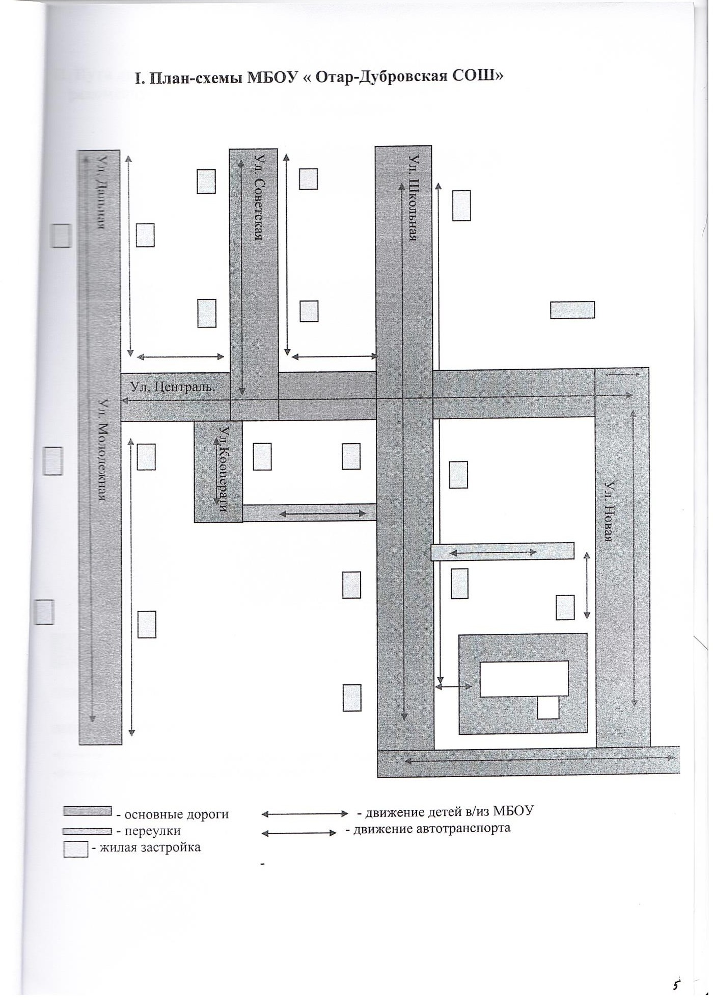 I. План-схемы МБОУ « Отар-Дубровская СОШ»
Ул. Дальная
Ул. Советская
Ул. Школьная
Ул. Централь.
Ул. Молодежная
Ул.Кооперати
Ул. Новая
- основные дороги
- переулки
- жилая застройка
- движение детей в/из МБОУ
- движение автотранспорта
-
5